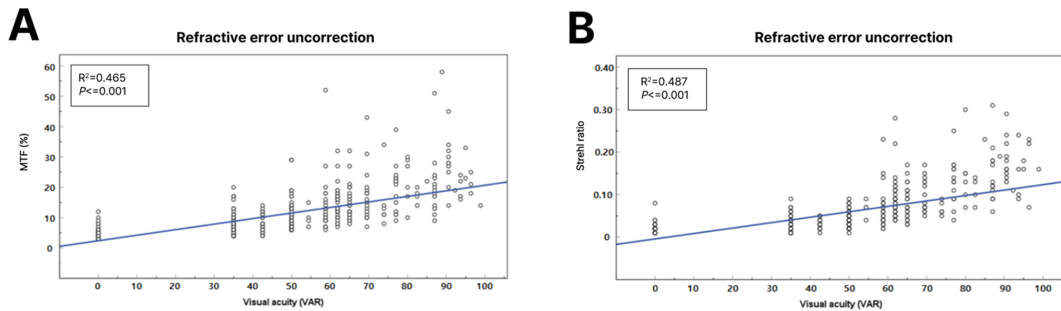 A
Refractive error uncorrection
R²=0.465
P<=0.001
MTF (%)
60
50
40
30
20
10
0
0 10 20 30 40 50 60 70 80 90 100
Visual acuity (VAR)
B
Refractive error uncorrection
R²=0.487
P<=0.001
Strehl ratio
0.40
0.30
0.20
0.10
0
0 10 20 30 40 50 60 70 80 90 100
Visual acuity (VAR)